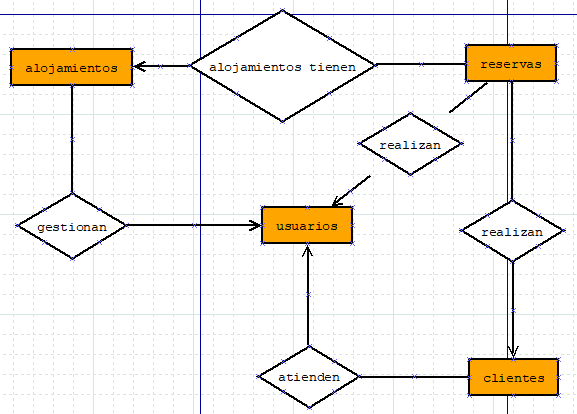 alojamientos
alojamientos tienen
reservas
realizan
gestionan
usuarios
realizan
atienden
clientes